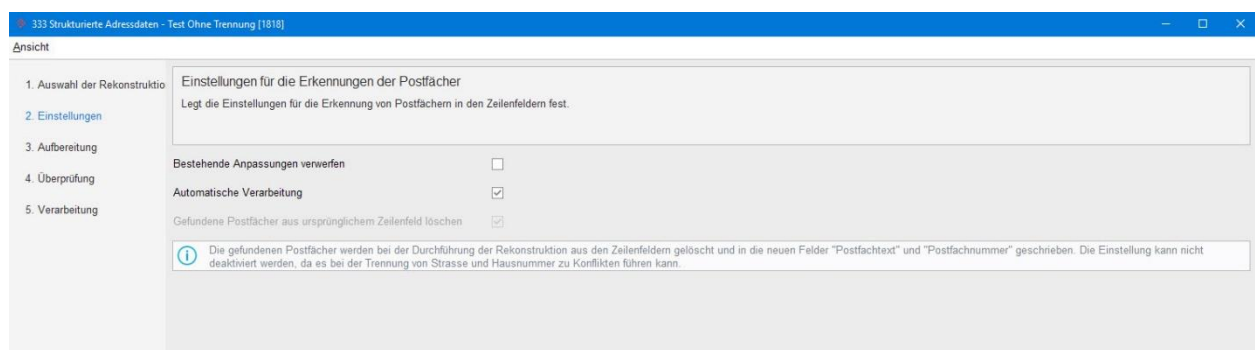 333 Strukturierte Adressdaten - Test Ohne Trennung [1818]
Ansicht
1. Auswahl der Rekonstruktio
2. Einstellungen
3. Aufbereitung
4. Überprüfung
5. Verarbeitung
Einstellungen für die Erkennungen der Postfächer
Legt die Einstellungen für die Erkennung von Postfächern in den Zeilenfeldern fest.
Bestehende Anpassungen verwerfen
Automatische Verarbeitung
Gefundene Postfächer aus ursprünglichem Zeilenfeld löschen
Die gefundenen Postfächer werden bei der Durchführung der Rekonstruktion aus den Zeilenfeldern gelöscht und in die neuen Felder "Postfachtext" und "Postfachnummer" geschrieben. Die Einstellung kann nicht
deaktiviert werden, da es bei der Trennung von Strasse und Hausnummer zu Konflikten führen kann.